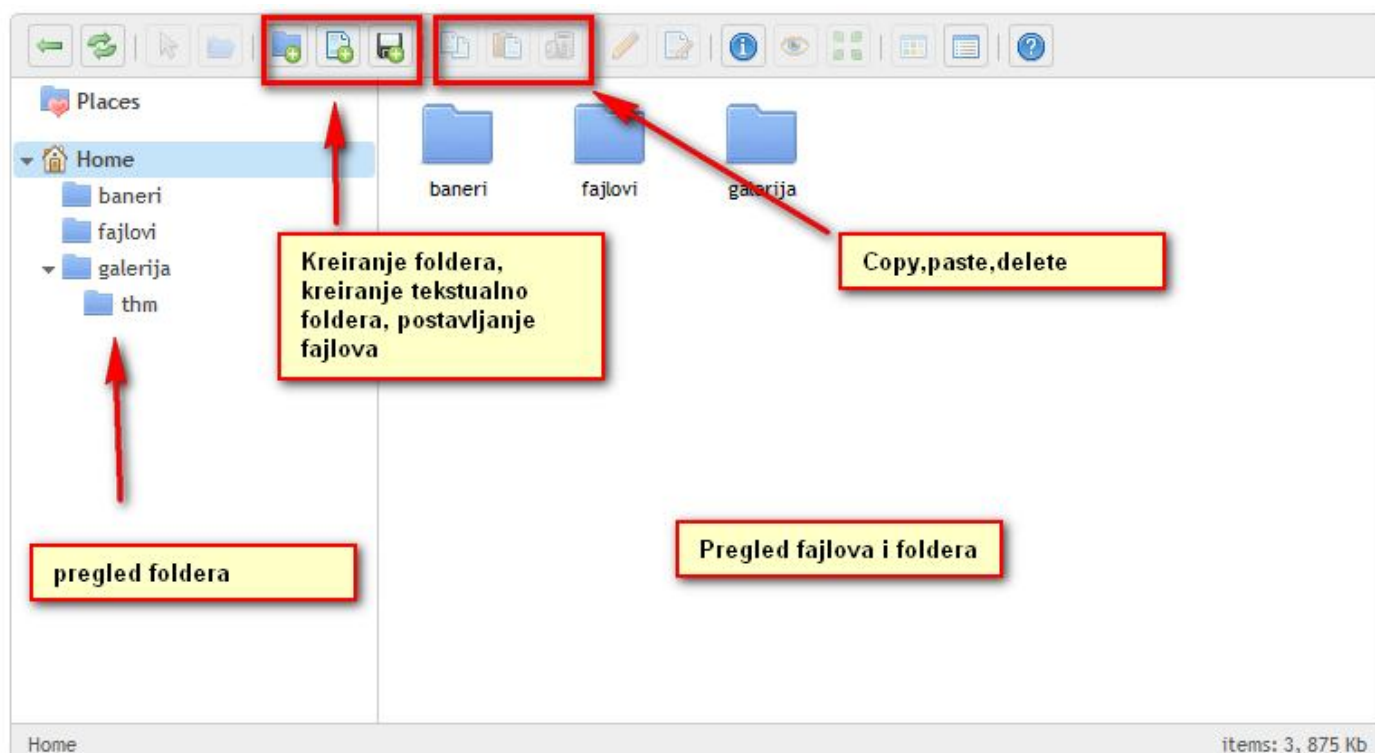 Places
Home
baneri
fajlovi
galerija
thm
baneri
fajlovi
galerija
Kreiranje foldera,
kreiranje tekstualno
foldera, postavljanje
fajlova
Copy,paste,delete
pregled foldera
Pregled fajlova i foldera
Home
items: 3, 875 Kb